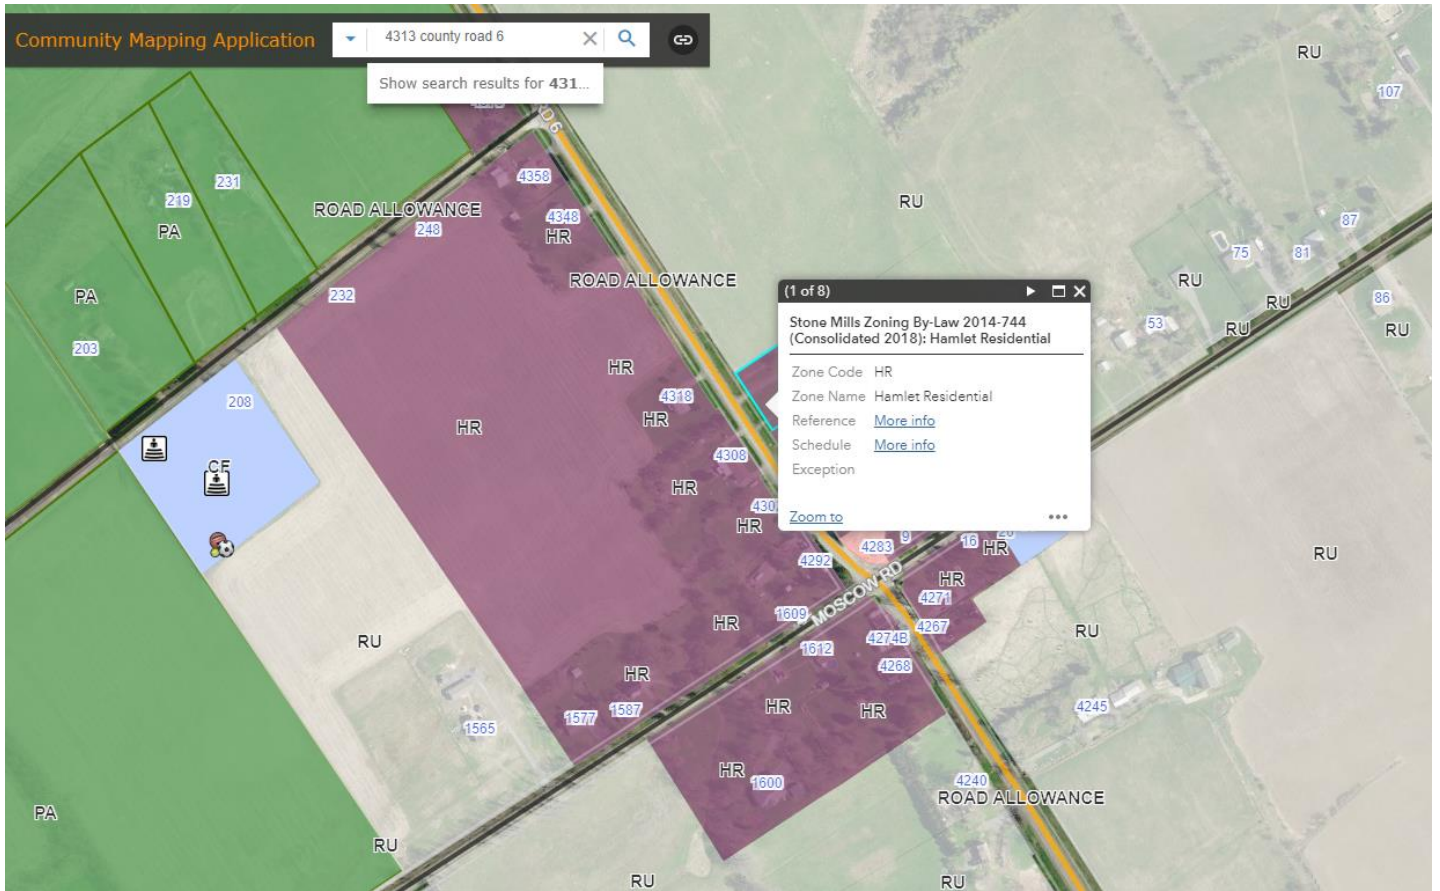 Community Mapping Application
4313 county road 6
Show search results for 431...
RU
107
RD 6
4358
231
219
ROAD ALLOWANCE
248
4348
HR
RU
87
PA
75
81
ROAD ALLOWANCE
RU
PA
232
86
RU
RU
RU
53
203
(1 of 8)
Stone Mills Zoning By-Law 2014-744
(Consolidated 2018): Hamlet Residential
Zone Code HR
Zone Name Hamlet Residential
Reference More info
Schedule More info
Exception
Zoom to
HR
4318
208
HR
HR
4308
CF
HR
430
HR
4283
9
16
HR
RU
4292
HR
4271
1609
MOSCOW RD
HR
4267
4274B
RU
RU
1612
4268
HR
HR
HR
4245
1577
1587
1565
HR
1600
4240
ROAD ALLOWANCE
PA
RU
RU
RU